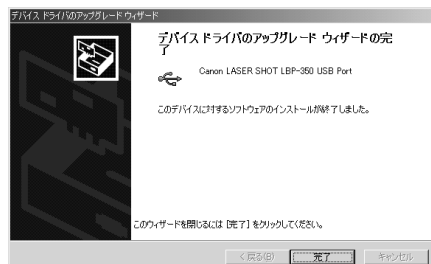 デバイス ドライバのアップグレード ウィザード
デバイス ドライバのアップグレード ウィザードの完
了
Canon LASER SHOT LBP-350 USB Port
このデバイスに対するソフトウェアのインストールが終了しました。
このウィザードを閉じるには [完了] をクリックしてください。
< 戻る(B)
完了
キャンセル